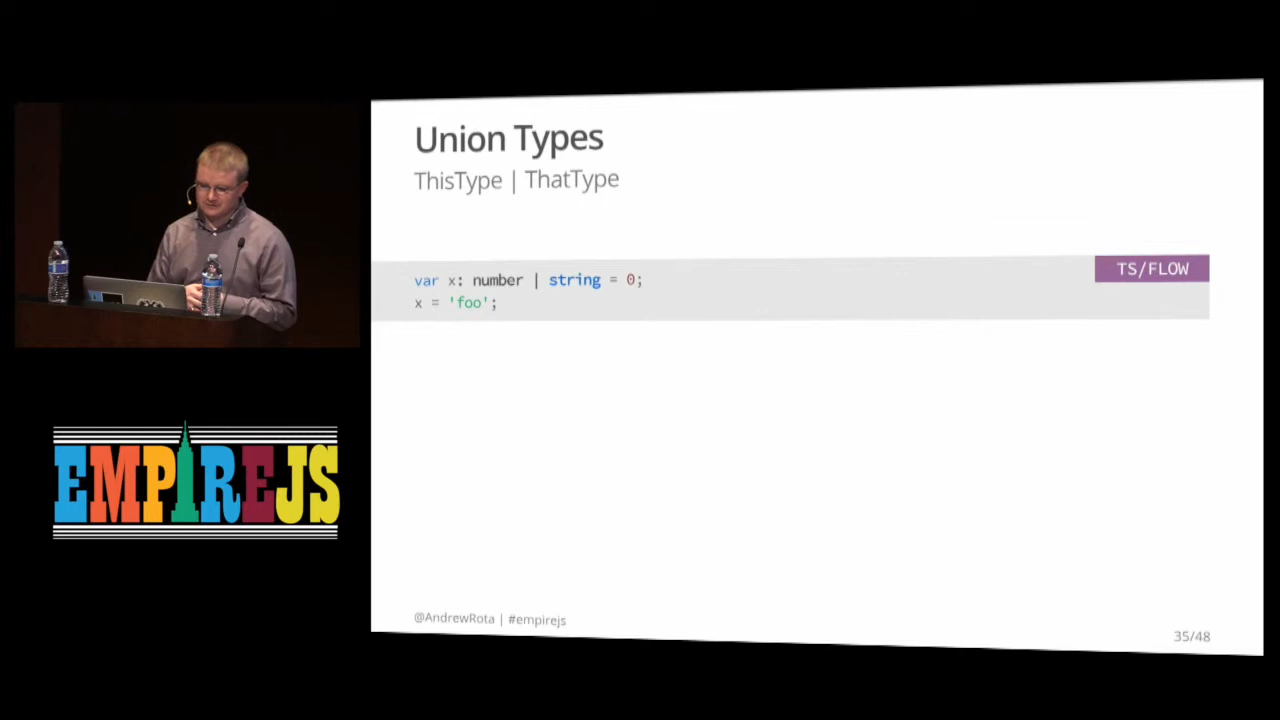 Union Types
ThisType | ThatType
var x: number | string = 0;
TS/FLOW
x = 'foo';
EMPIREJS
@AndrewRota | #empirejs
35/48